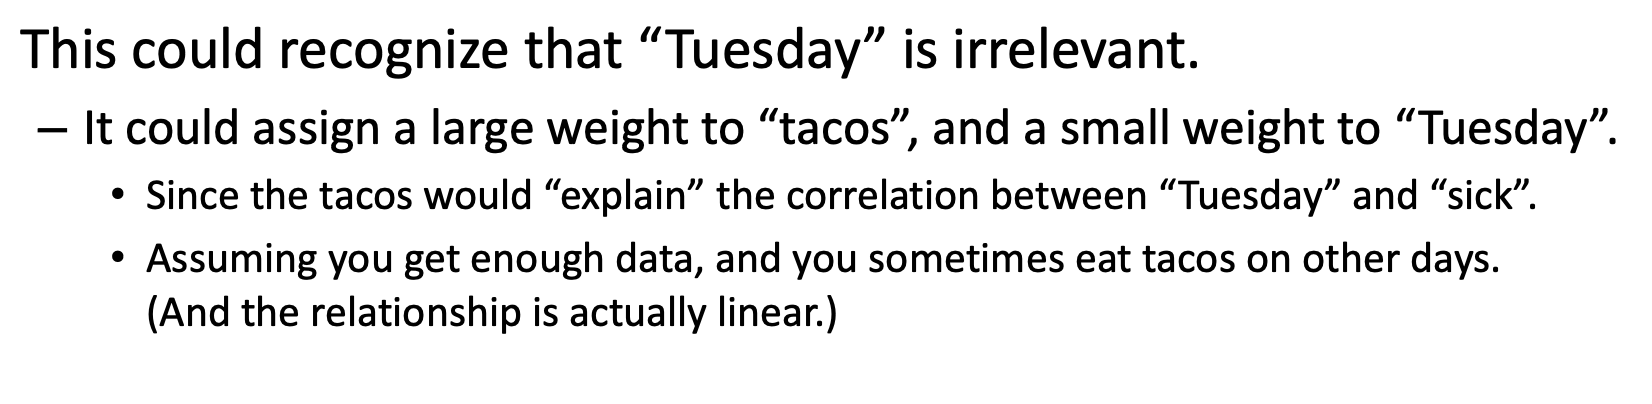 This could recognize that “Tuesday” is irrelevant.
– It could assign a large weight to “tacos”, and a small weight to “Tuesday”.
• Since the tacos would “explain” the correlation between “Tuesday” and “sick”.
• Assuming you get enough data, and you sometimes eat tacos on other days.
(And the relationship is actually linear.)